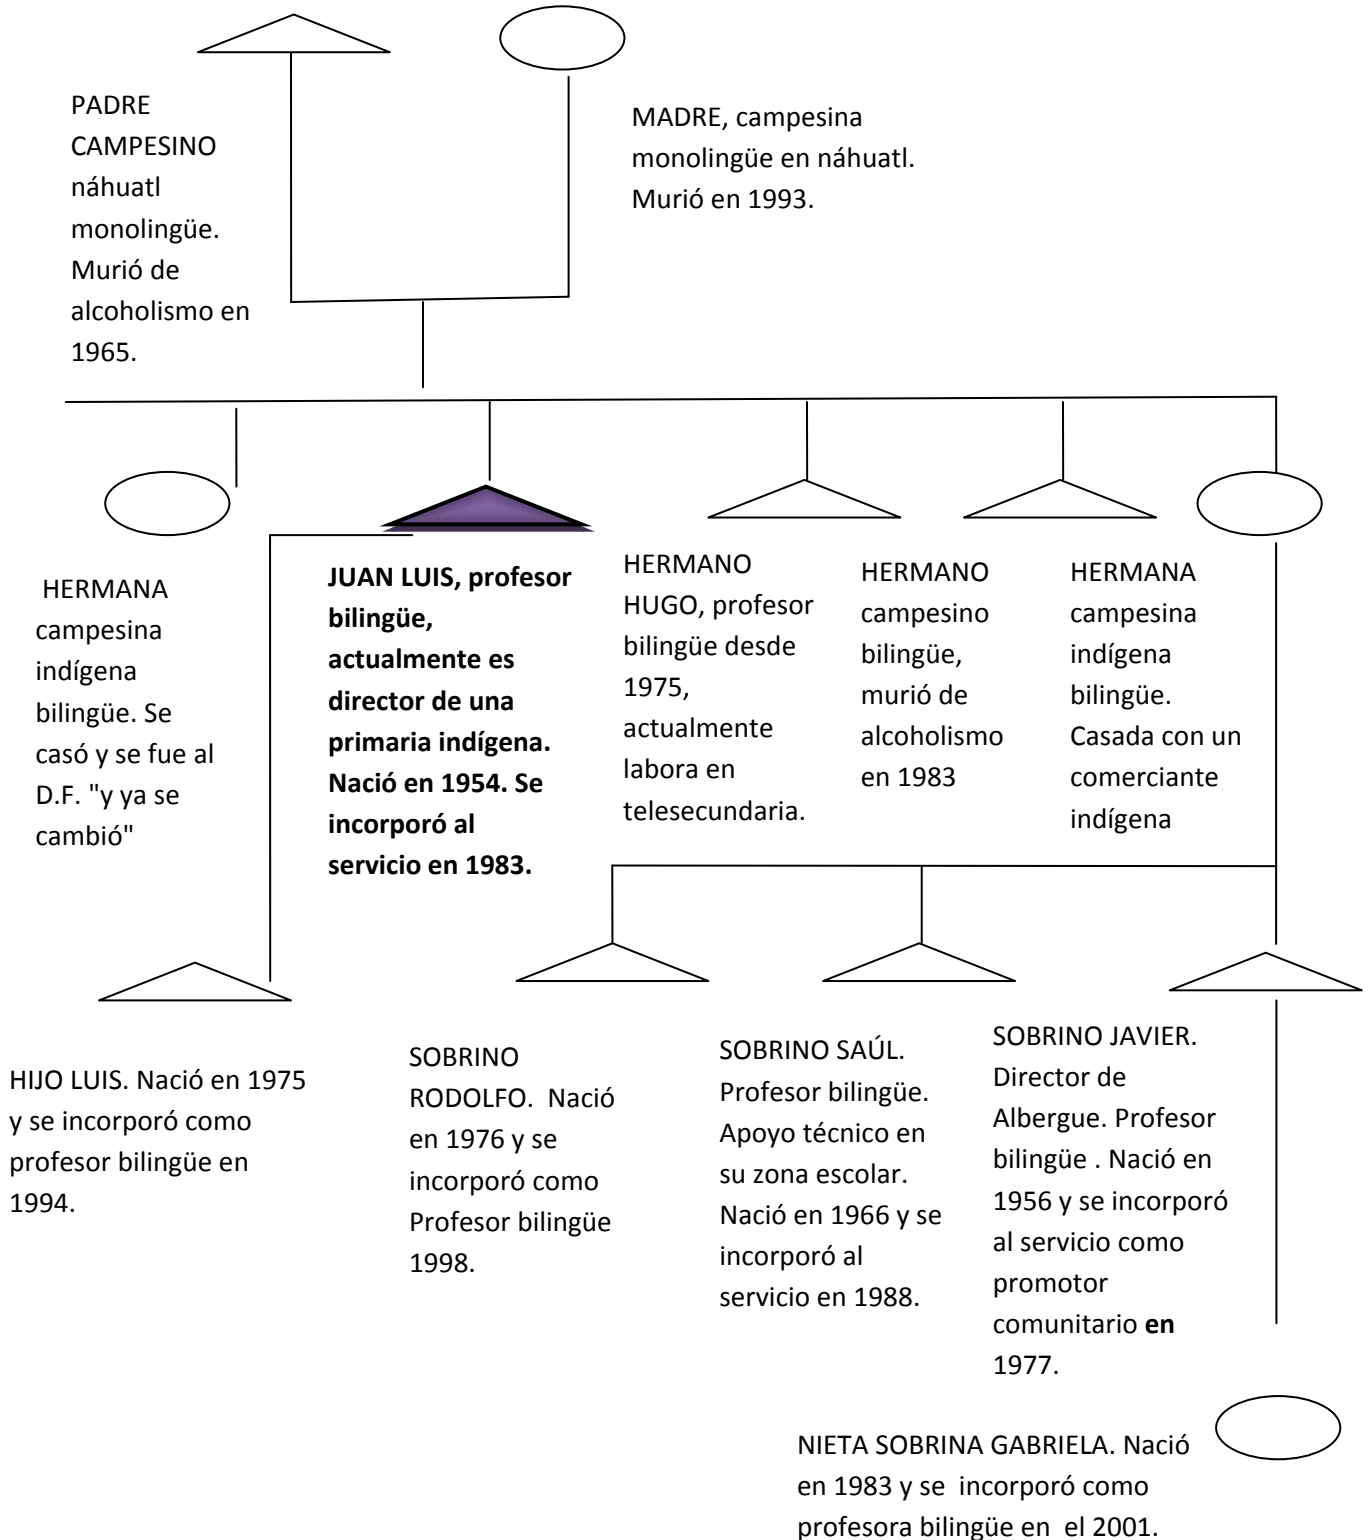 PADRE
CAMPESINO
náhuatl
monolingüe.
Murió de
alcoholismo en
1965.
MADRE, campesina
monolingüe en náhuatl.
Murió en 1993.
HERMANA
campesina
indígena
bilingüe. Se
casó y se fue al
D.F. "y ya se
cambió"
JUAN LUIS, profesor
bilingüe,
actualmente es
director de una
primaria indígena.
Nació en 1954. Se
incorporó al
servicio en 1983.
HERMANO
HUGO, profesor
bilingüe desde
1975,
actualmente
labora en
telesecundaria.
HERMANO
campesino
bilingüe,
murió de
alcoholismo
en 1983
HERMANA
campesina
indígena
bilingüe.
Casada con un
comerciante
indígena
HIJO LUIS. Nació en 1975
y se incorporó como
profesor bilingüe en
1994.
SOBRINO
RODOLFO. Nació
en 1976 y se
incorporó como
Profesor bilingüe
1998.
SOBRINO SAÚL.
Profesor bilingüe.
Apoyo técnico en
su zona escolar.
Nació en 1966 y se
incorporó al
servicio en 1988.
SOBRINO JAVIER.
Director de
Albergue. Profesor
bilingüe . Nació en
1956 y se incorporó
al servicio como
promotor
comunitario en
1977.
NIETA SOBRINA GABRIELA. Nació
en 1983 y se incorporó como
profesora bilingüe en el 2001.